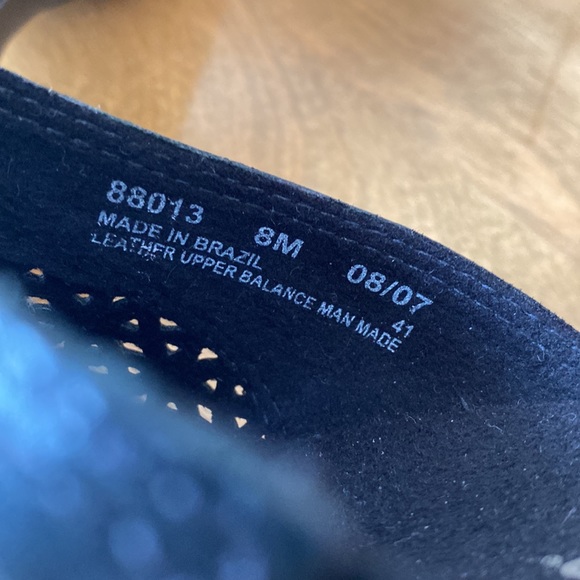 88013 8M 08/07
MADE IN BRAZIL 41
LEATHER UPPER BALANCE MAN MADE